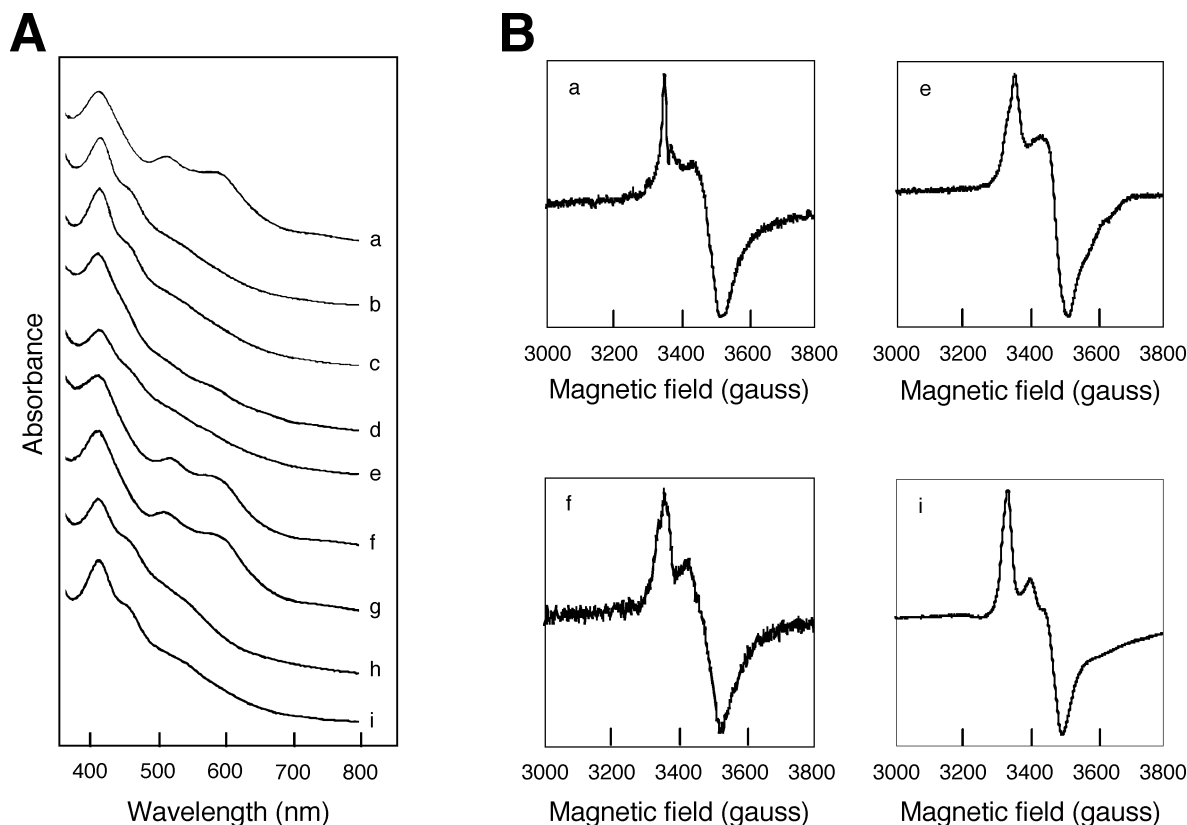 A
B
a
b
c
d
e
f
g
h
i
Absorbance
400 500 600 700 800
Wavelength (nm)
a
3000 3200 3400 3600 3800
Magnetic field (gauss)
e
3000 3200 3400 3600 3800
Magnetic field (gauss)
f
3000 3200 3400 3600 3800
Magnetic field (gauss)
i
3000 3200 3400 3600 3800
Magnetic field (gauss)